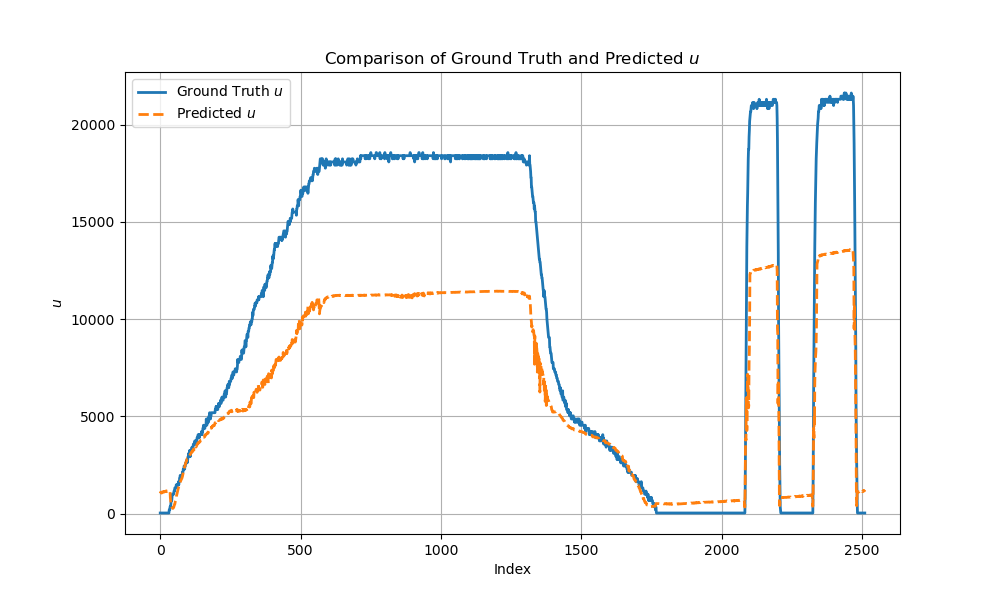 Comparison of Ground Truth and Predicted u
Ground Truth u
Predicted u
u
20000
15000
10000
5000
0
0 500 1000 1500 2000 2500
Index